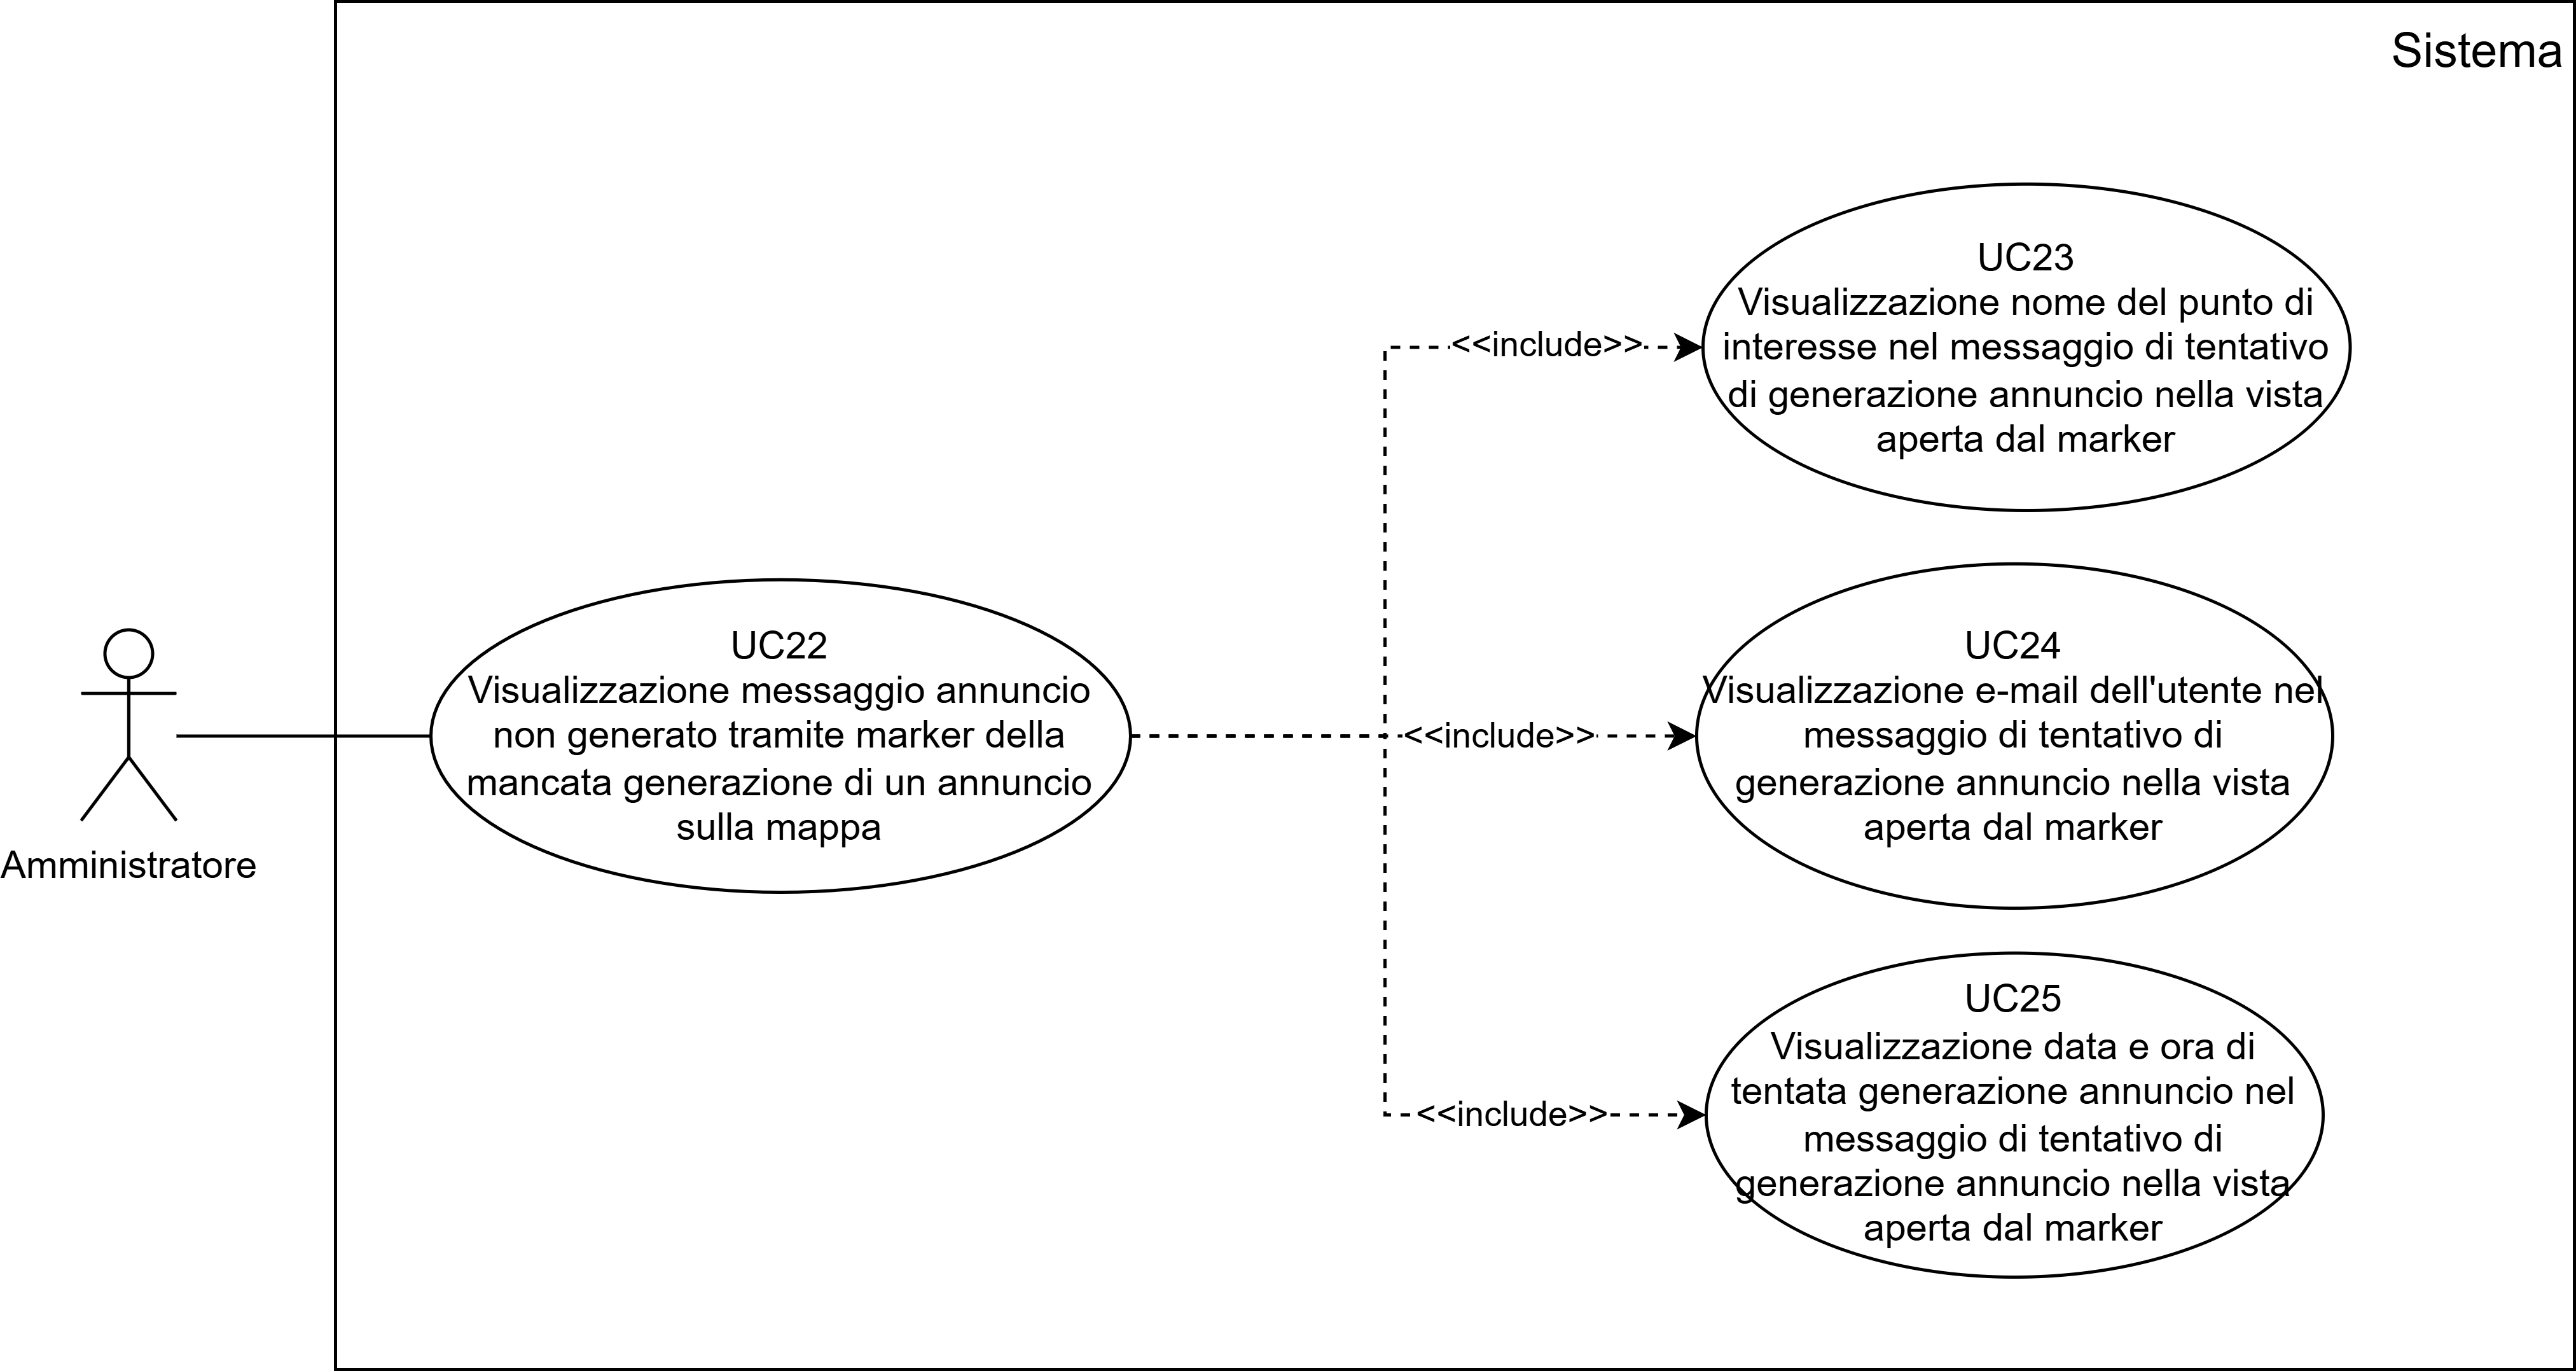 Sistema
UC23
Visualizzazione nome del punto di
interesse nel messaggio di tentativo
di generazione annuncio nella vista
aperta dal marker
<<include>>
UC22
Visualizzazione messaggio annuncio
non generato tramite marker della
mancata generazione di un annuncio
sulla mappa
<<include>>
UC24
Visualizzazione e-mail dell'utente nel
messaggio di tentativo di
generazione annuncio nella vista
aperta dal marker
Amministratore
<<include>>
UC25
Visualizzazione data e ora di
tentata generazione annuncio nel
messaggio di tentativo di
generazione annuncio nella vista
aperta dal marker